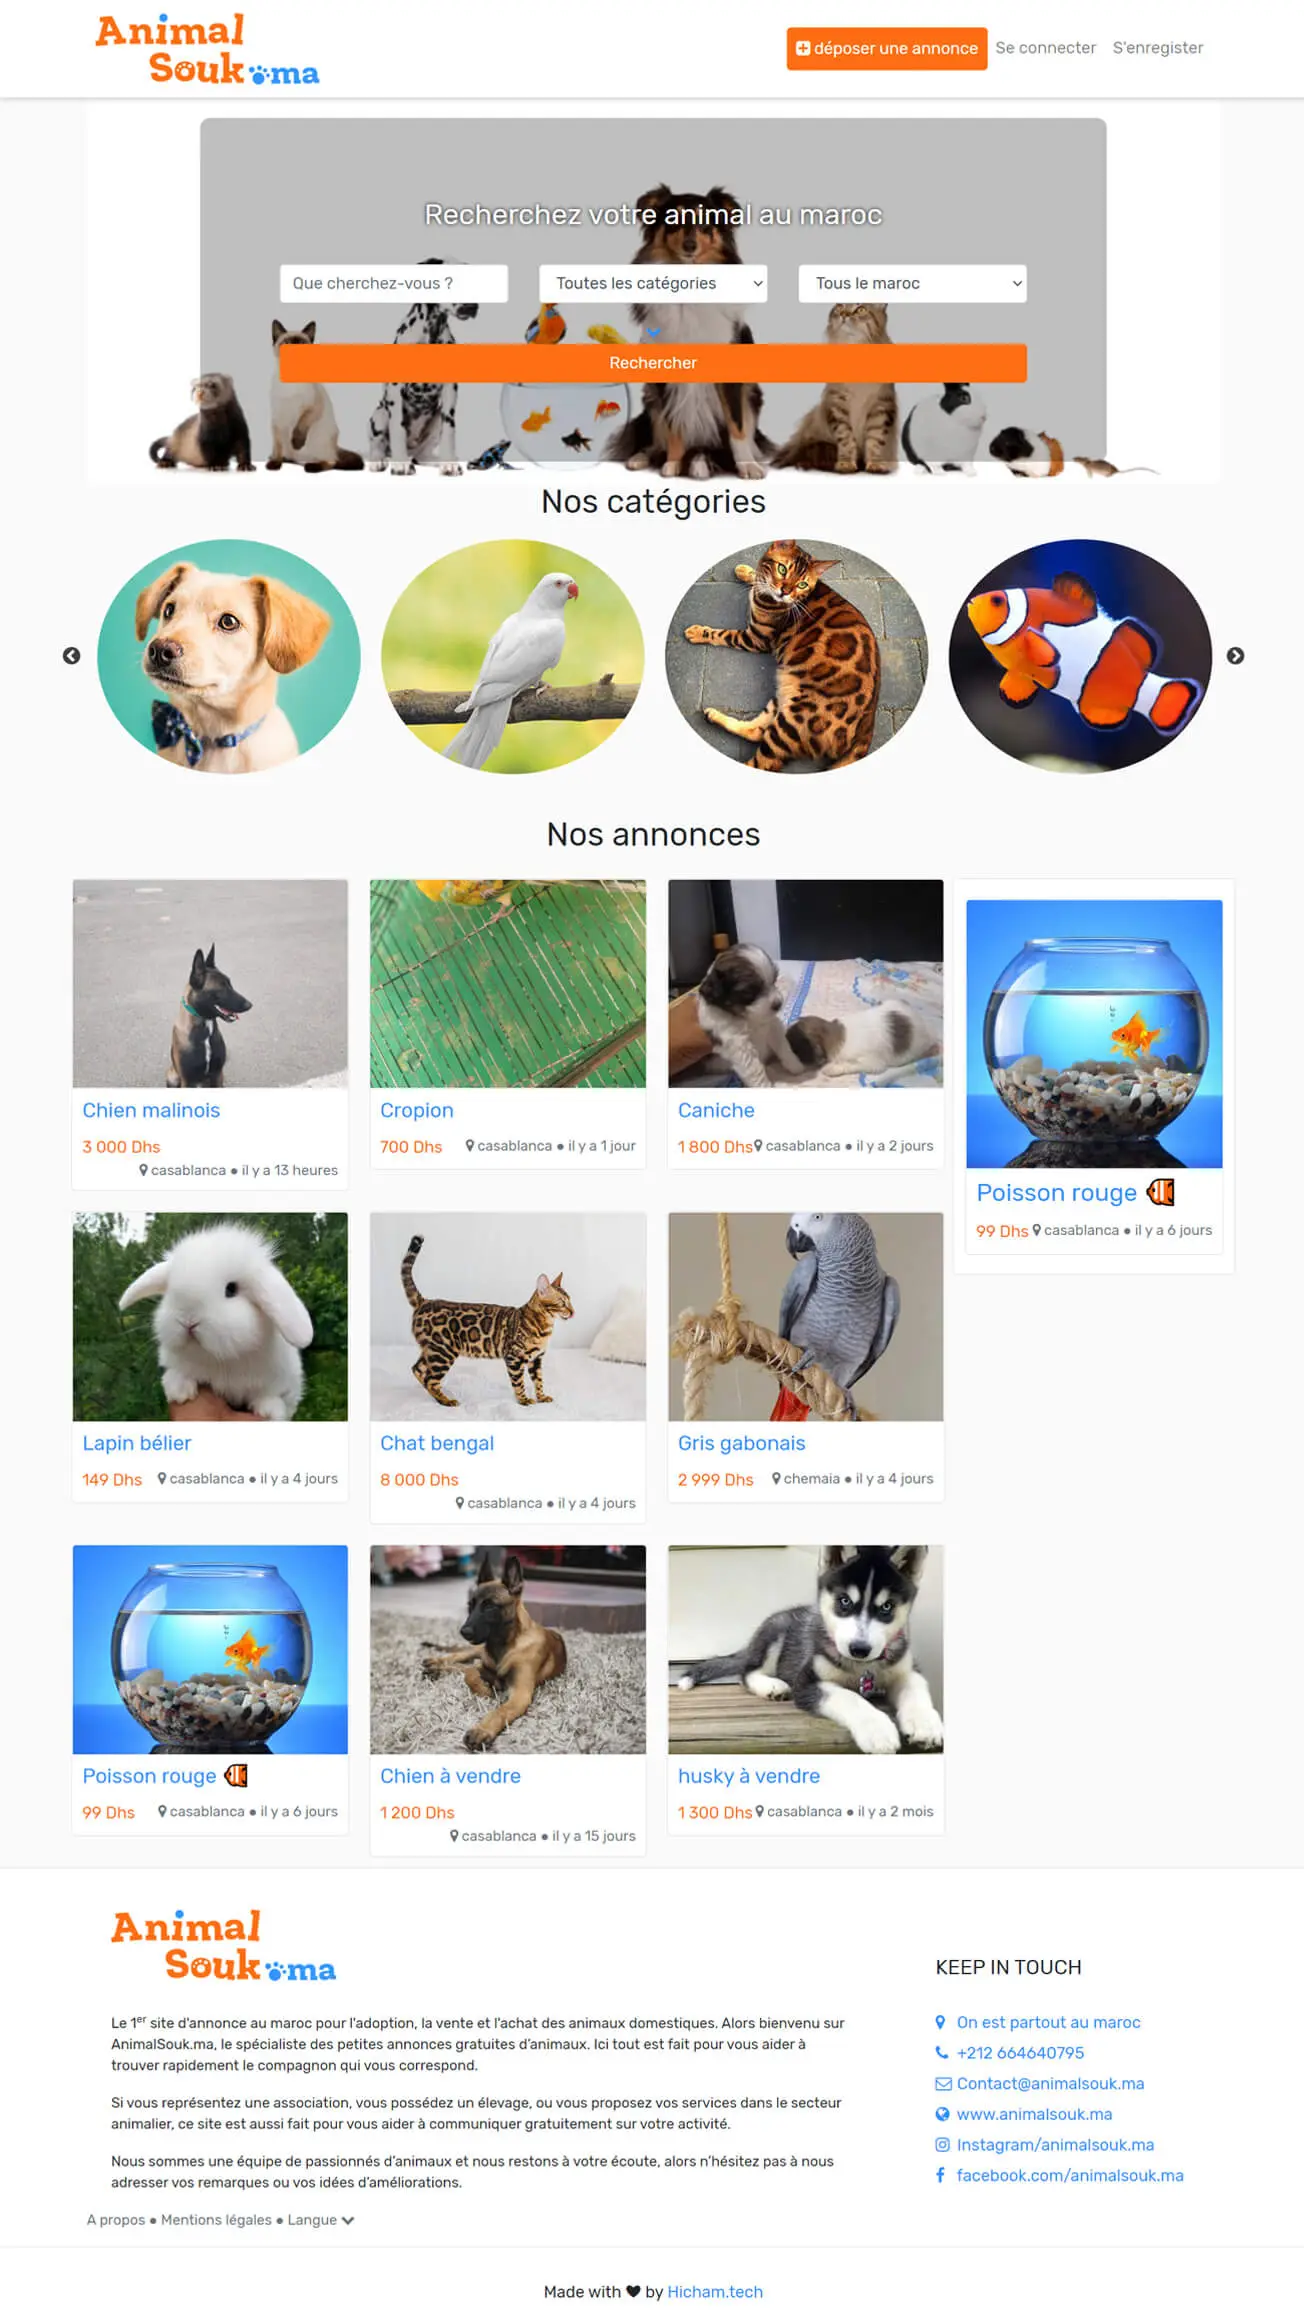 Animal
Souk.ma
déposer une annonce
Se connecter
S'enregister
Recherchez votre animal au maroc
Que cherchez-vous ?
Toutes les catégories
Tous le maroc
Rechercher
Nos catégories
Nos annonces
Chien malinois
3 000 Dhs
casablanca ● il y a 13 heures
Cropion
700 Dhs casablanca ● il y a 1 jour
Caniche
1 800 Dhs casablanca ● il y a 2 jours
Poisson rouge
99 Dhs casablanca ● il y a 6 jours
Lapin bélier
149 Dhs casablanca ● il y a 4 jours
Chat bengal
8 000 Dhs
casablanca ● il y a 4 jours
Gris gabonais
2 999 Dhs chemaia ● il y a 4 jours
Poisson rouge
99 Dhs casablanca ● il y a 6 jours
Chien à vendre
1 200 Dhs
casablanca ● il y a 15 jours
husky à vendre
1 300 Dhs casablanca ● il y a 2 mois
Animal
Souk.ma
Le 1er site d'annonce au maroc pour l'adoption, la vente et l'achat des animaux domestiques. Alors bienvenu sur
AnimalSouk.ma, le spécialiste des petites annonces gratuites d'animaux. Ici tout est fait pour vous aider à
trouver rapidement le compagnon qui vous correspond.
Si vous représentez une association, vous possédez un élevage, ou vous proposez vos services dans le secteur
animalier, ce site est aussi fait pour vous aider à communiquer gratuitement sur votre activité.
Nous sommes une équipe de passionnés d'animaux et nous restons à votre écoute, alors n'hésitez pas à nous
adresser vos remarques ou vos idées d'améliorations.
A propos ● Mentions légales ● Langue
KEEP IN TOUCH
On est partout au maroc
+212 664640795
Contact@animalsouk.ma
www.animalsouk.ma
Instagram/animalsouk.ma
facebook.com/animalsouk.ma
Made with ♥ by Hicham.tech